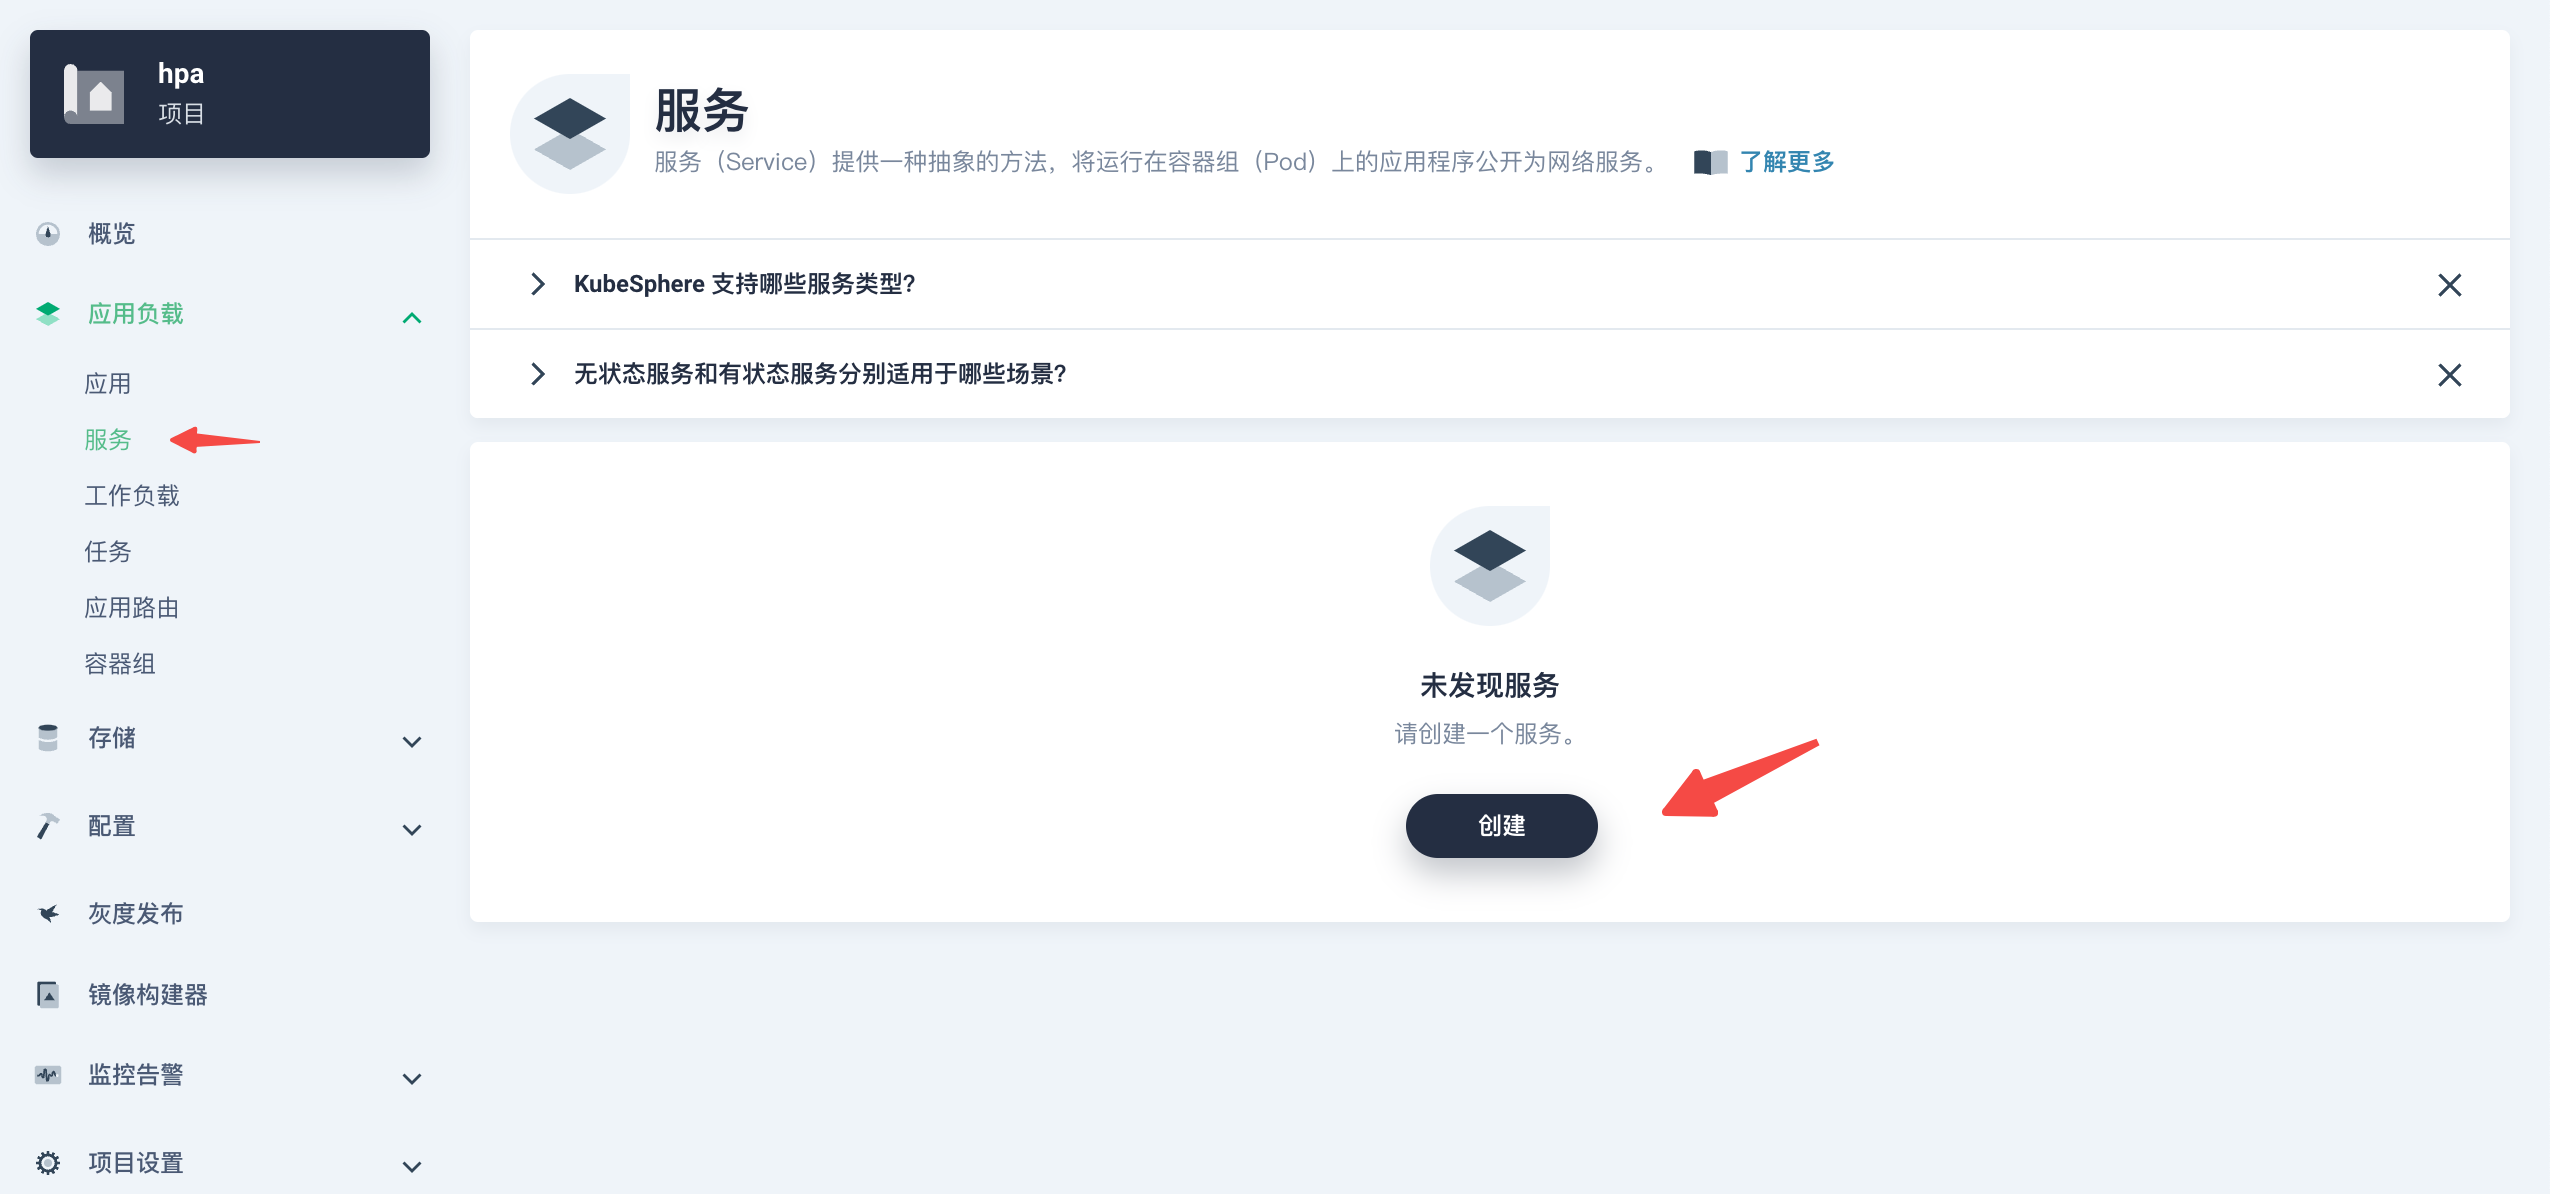 hpa
项目
概览
应用负载
应用
服务
工作负载
任务
应用路由
容器组
存储
配置
灰度发布
镜像构建器
监控告警
项目设置
服务
服务（Service）提供一种抽象的方法，将运行在容器组（Pod）上的应用程序公开为网络服务。 了解更多
KubeSphere 支持哪些服务类型?
无状态服务和有状态服务分别适用于哪些场景?
未发现服务
请创建一个服务。
创建